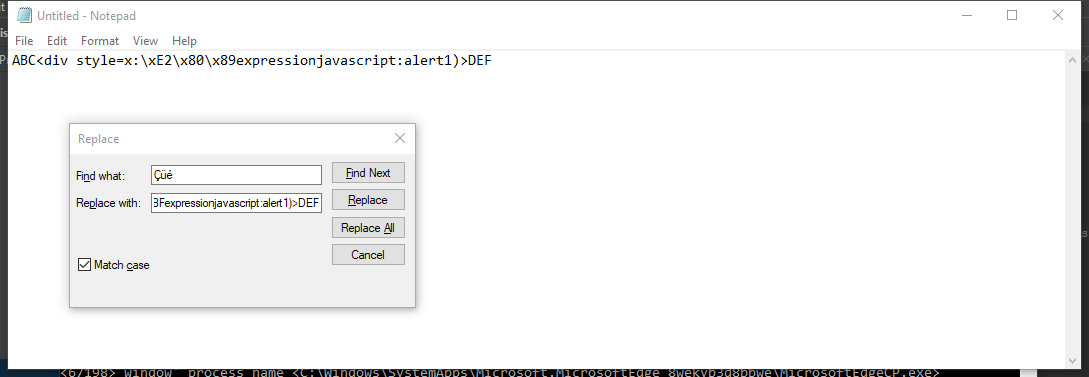 Untitled - Notepad
File Edit Format View Help
ABC<div style=x:\xE2\x80\x89expressionjavascript:alert1)>DEF
Replace
Find what: Çüé Find Next
Replace with: 3FexpressionJavascript:alert1)>DEF Replace
Replace All
Cancel
Match case
<6/198> window' process name <C:\Windows\SystemApps\Microsoft.MicrosoftEdge_8wekyb3d8bbwe\MicrosoftEdgeCP.exe>